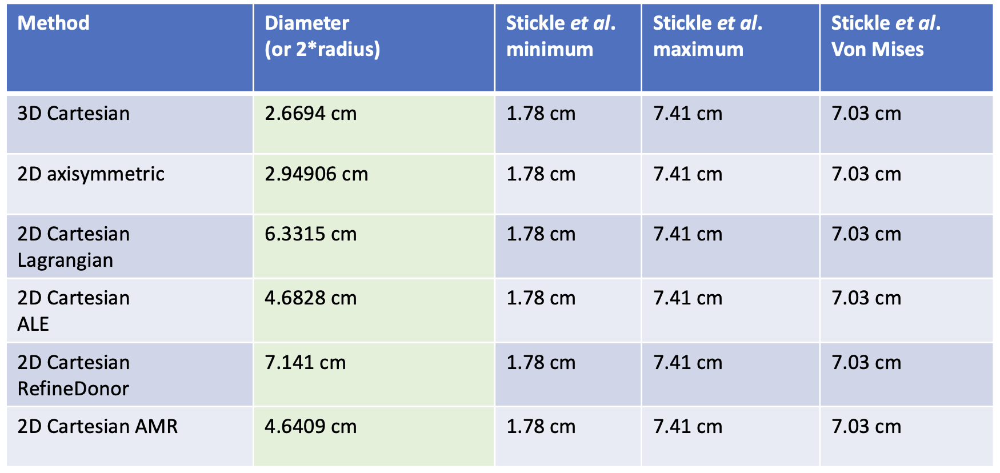 Method
Diameter
(or 2*radius)
Stickle et al.
minimum
Stickle et al.
maximum
Stickle et al.
Von Mises
3D Cartesian
2.6694 cm
1.78 cm
7.41 cm
7.03 cm
2D axisymmetric
2.94906 cm
1.78 cm
7.41 cm
7.03 cm
2D Cartesian
Lagrangian
6.3315 cm
1.78 cm
7.41 cm
7.03 cm
2D Cartesian
ALE
4.6828 cm
1.78 cm
7.41 cm
7.03 cm
2D Cartesian
RefineDonor
7.141 cm
1.78 cm
7.41 cm
7.03 cm
2D Cartesian AMR
4.6409 cm
1.78 cm
7.41 cm
7.03 cm